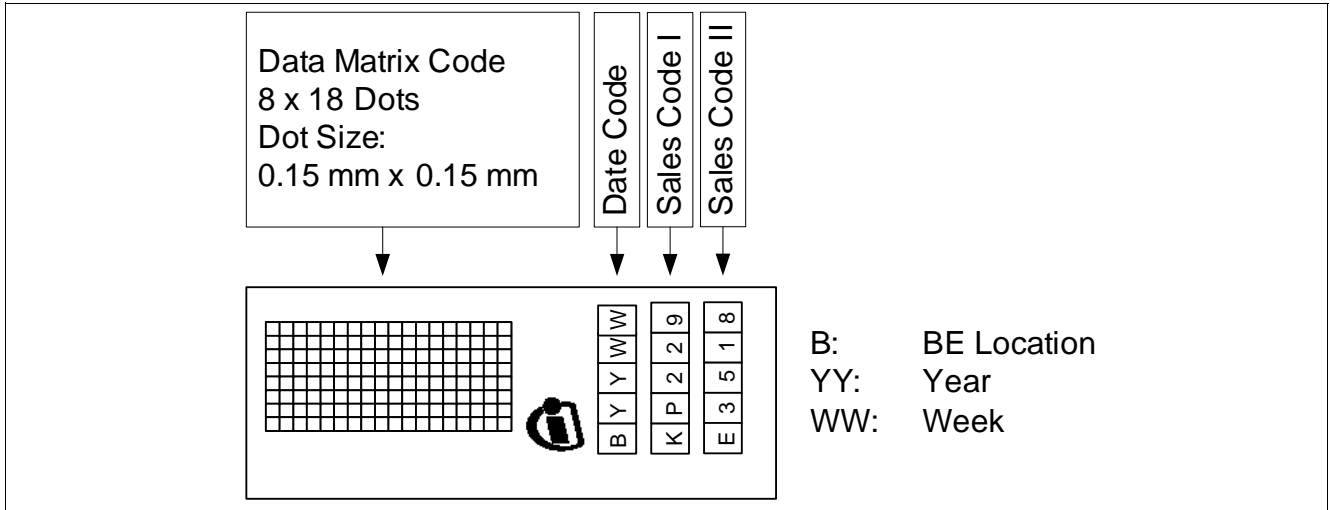 Data Matrix Code
8 x 18 Dots
Dot Size:
0.15 mm x 0.15 mm
Date Code
Sales Code I
Sales Code II
BYYWW
KP229
E3518
B: BE Location
YY: Year
WW: Week